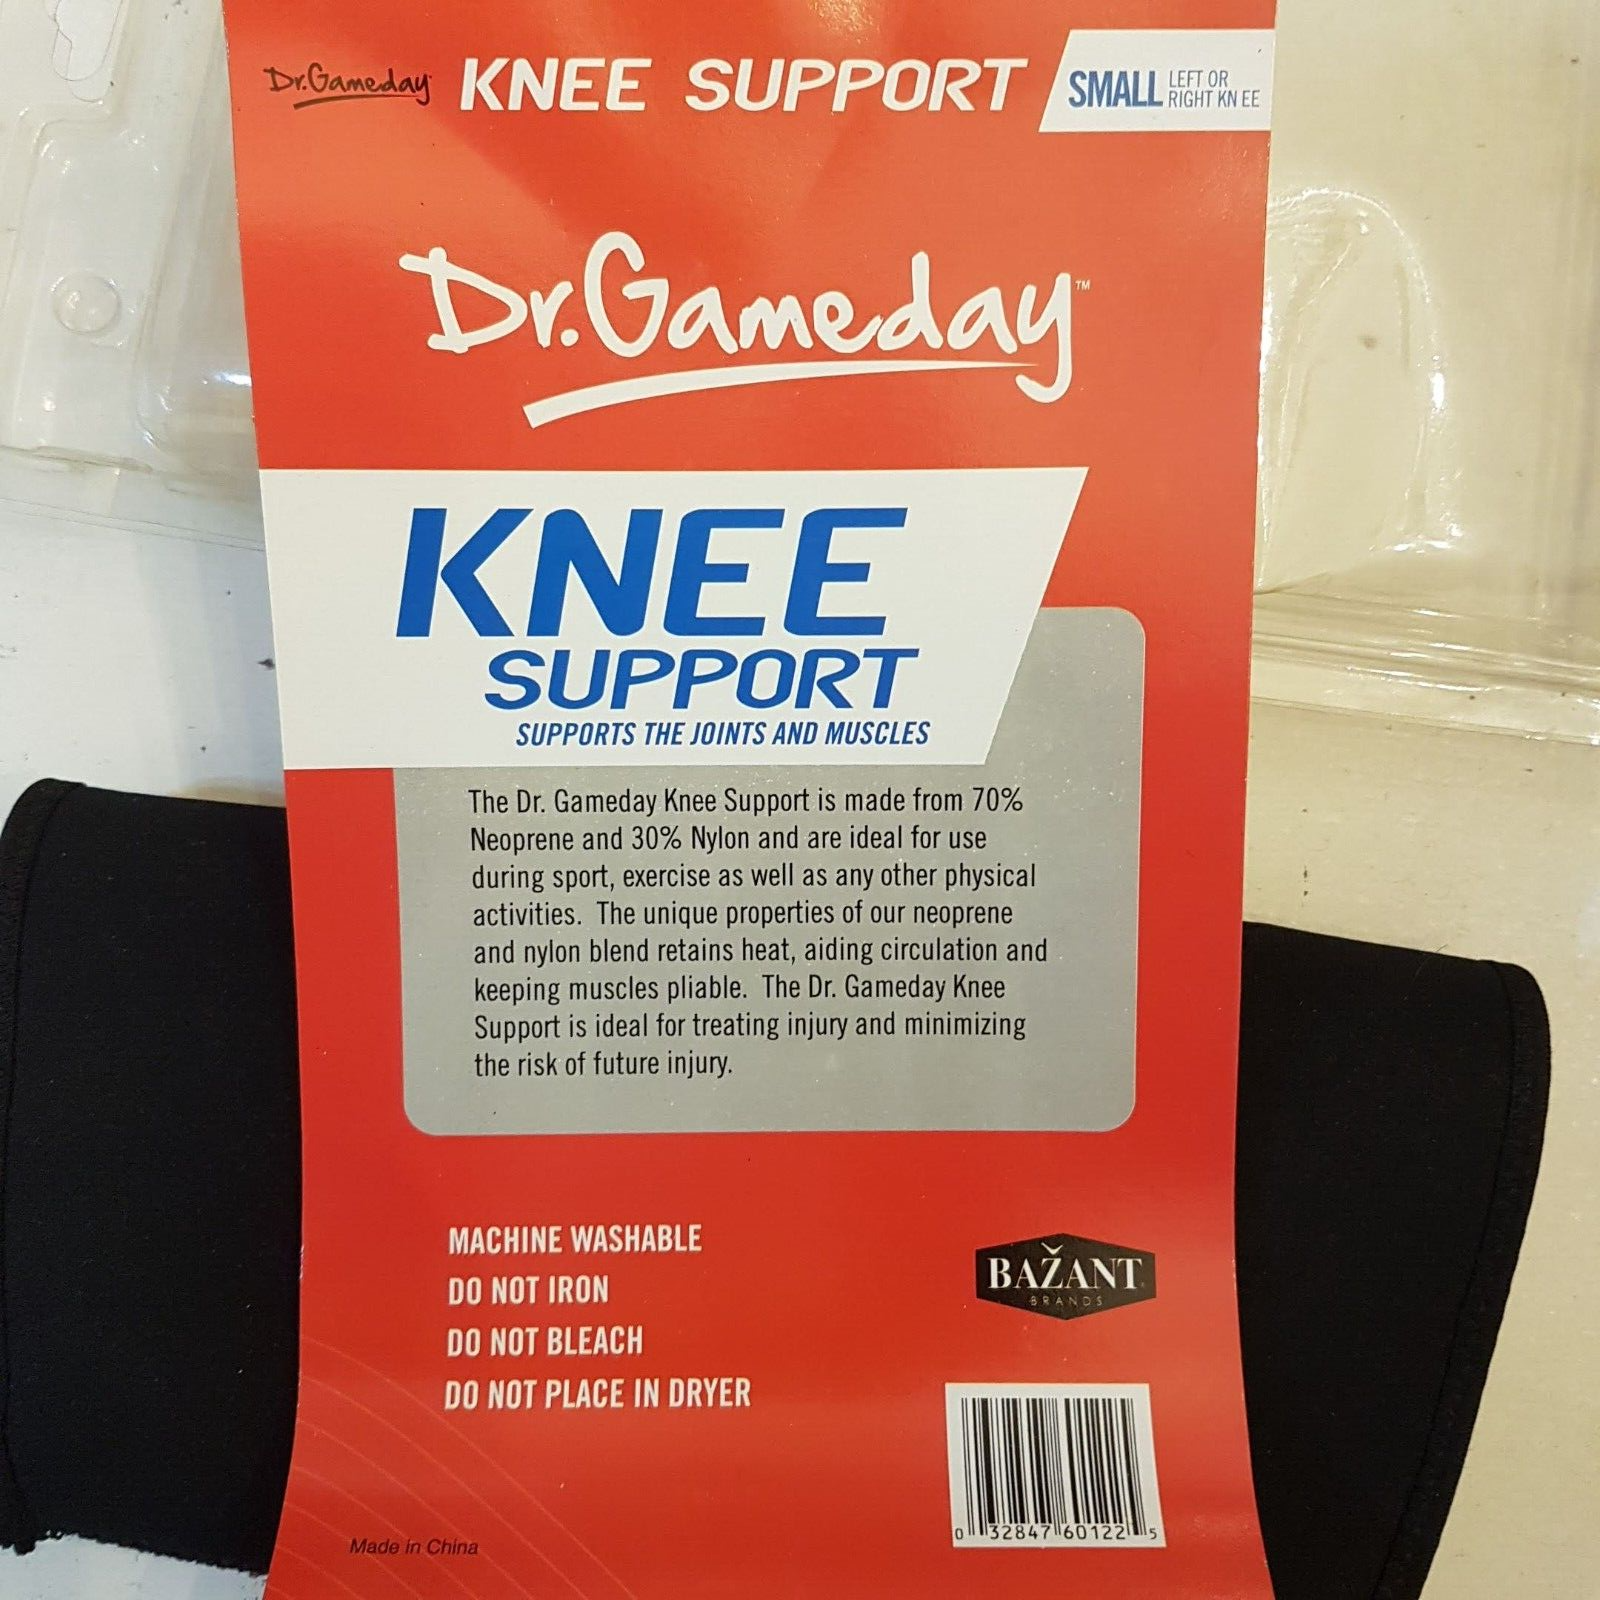 Dr.Gameday KNEE SUPPORT SMALL LEFT OR
RIGHT KNEE
Dr.Gameday™
KNEE
SUPPORT
SUPPORTS THE JOINTS AND MUSCLES
The Dr. Gameday Knee Support is made from 70%
Neoprene and 30% Nylon and are ideal for use
during sport, exercise as well as any other physical
activities. The unique properties of our neoprene
and nylon blend retains heat, aiding circulation and
keeping muscles pliable. The Dr. Gameday Knee
Support is ideal for treating injury and minimizing
the risk of future injury.
MACHINE WASHABLE
DO NOT IRON
DO NOT BLEACH
DO NOT PLACE IN DRYER
BAŽANT
BRANDS
0 32847 60122 5
Made in China